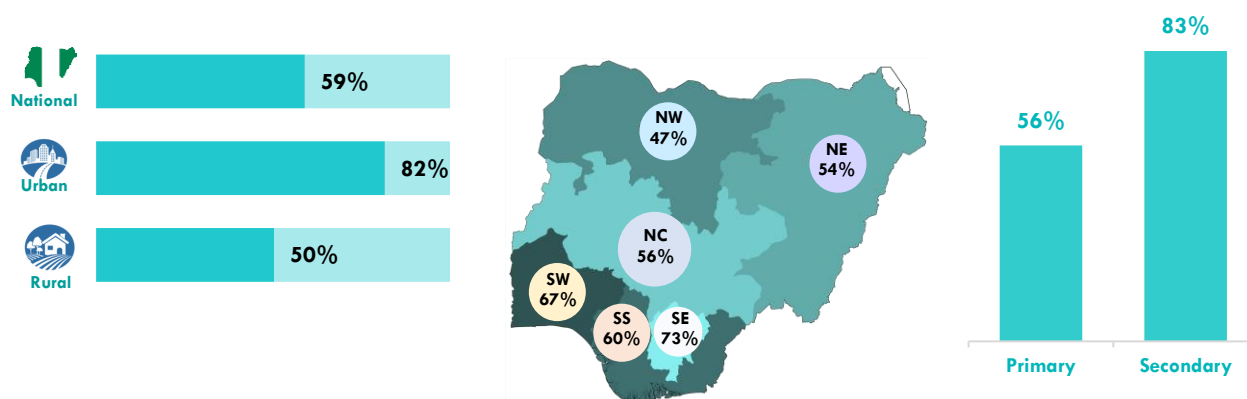 National
59%
Urban
82%
Rural
50%
NW
47%
NE
54%
NC
56%
SW
67%
SS
60%
SE
73%
56%
83%
Primary
Secondary